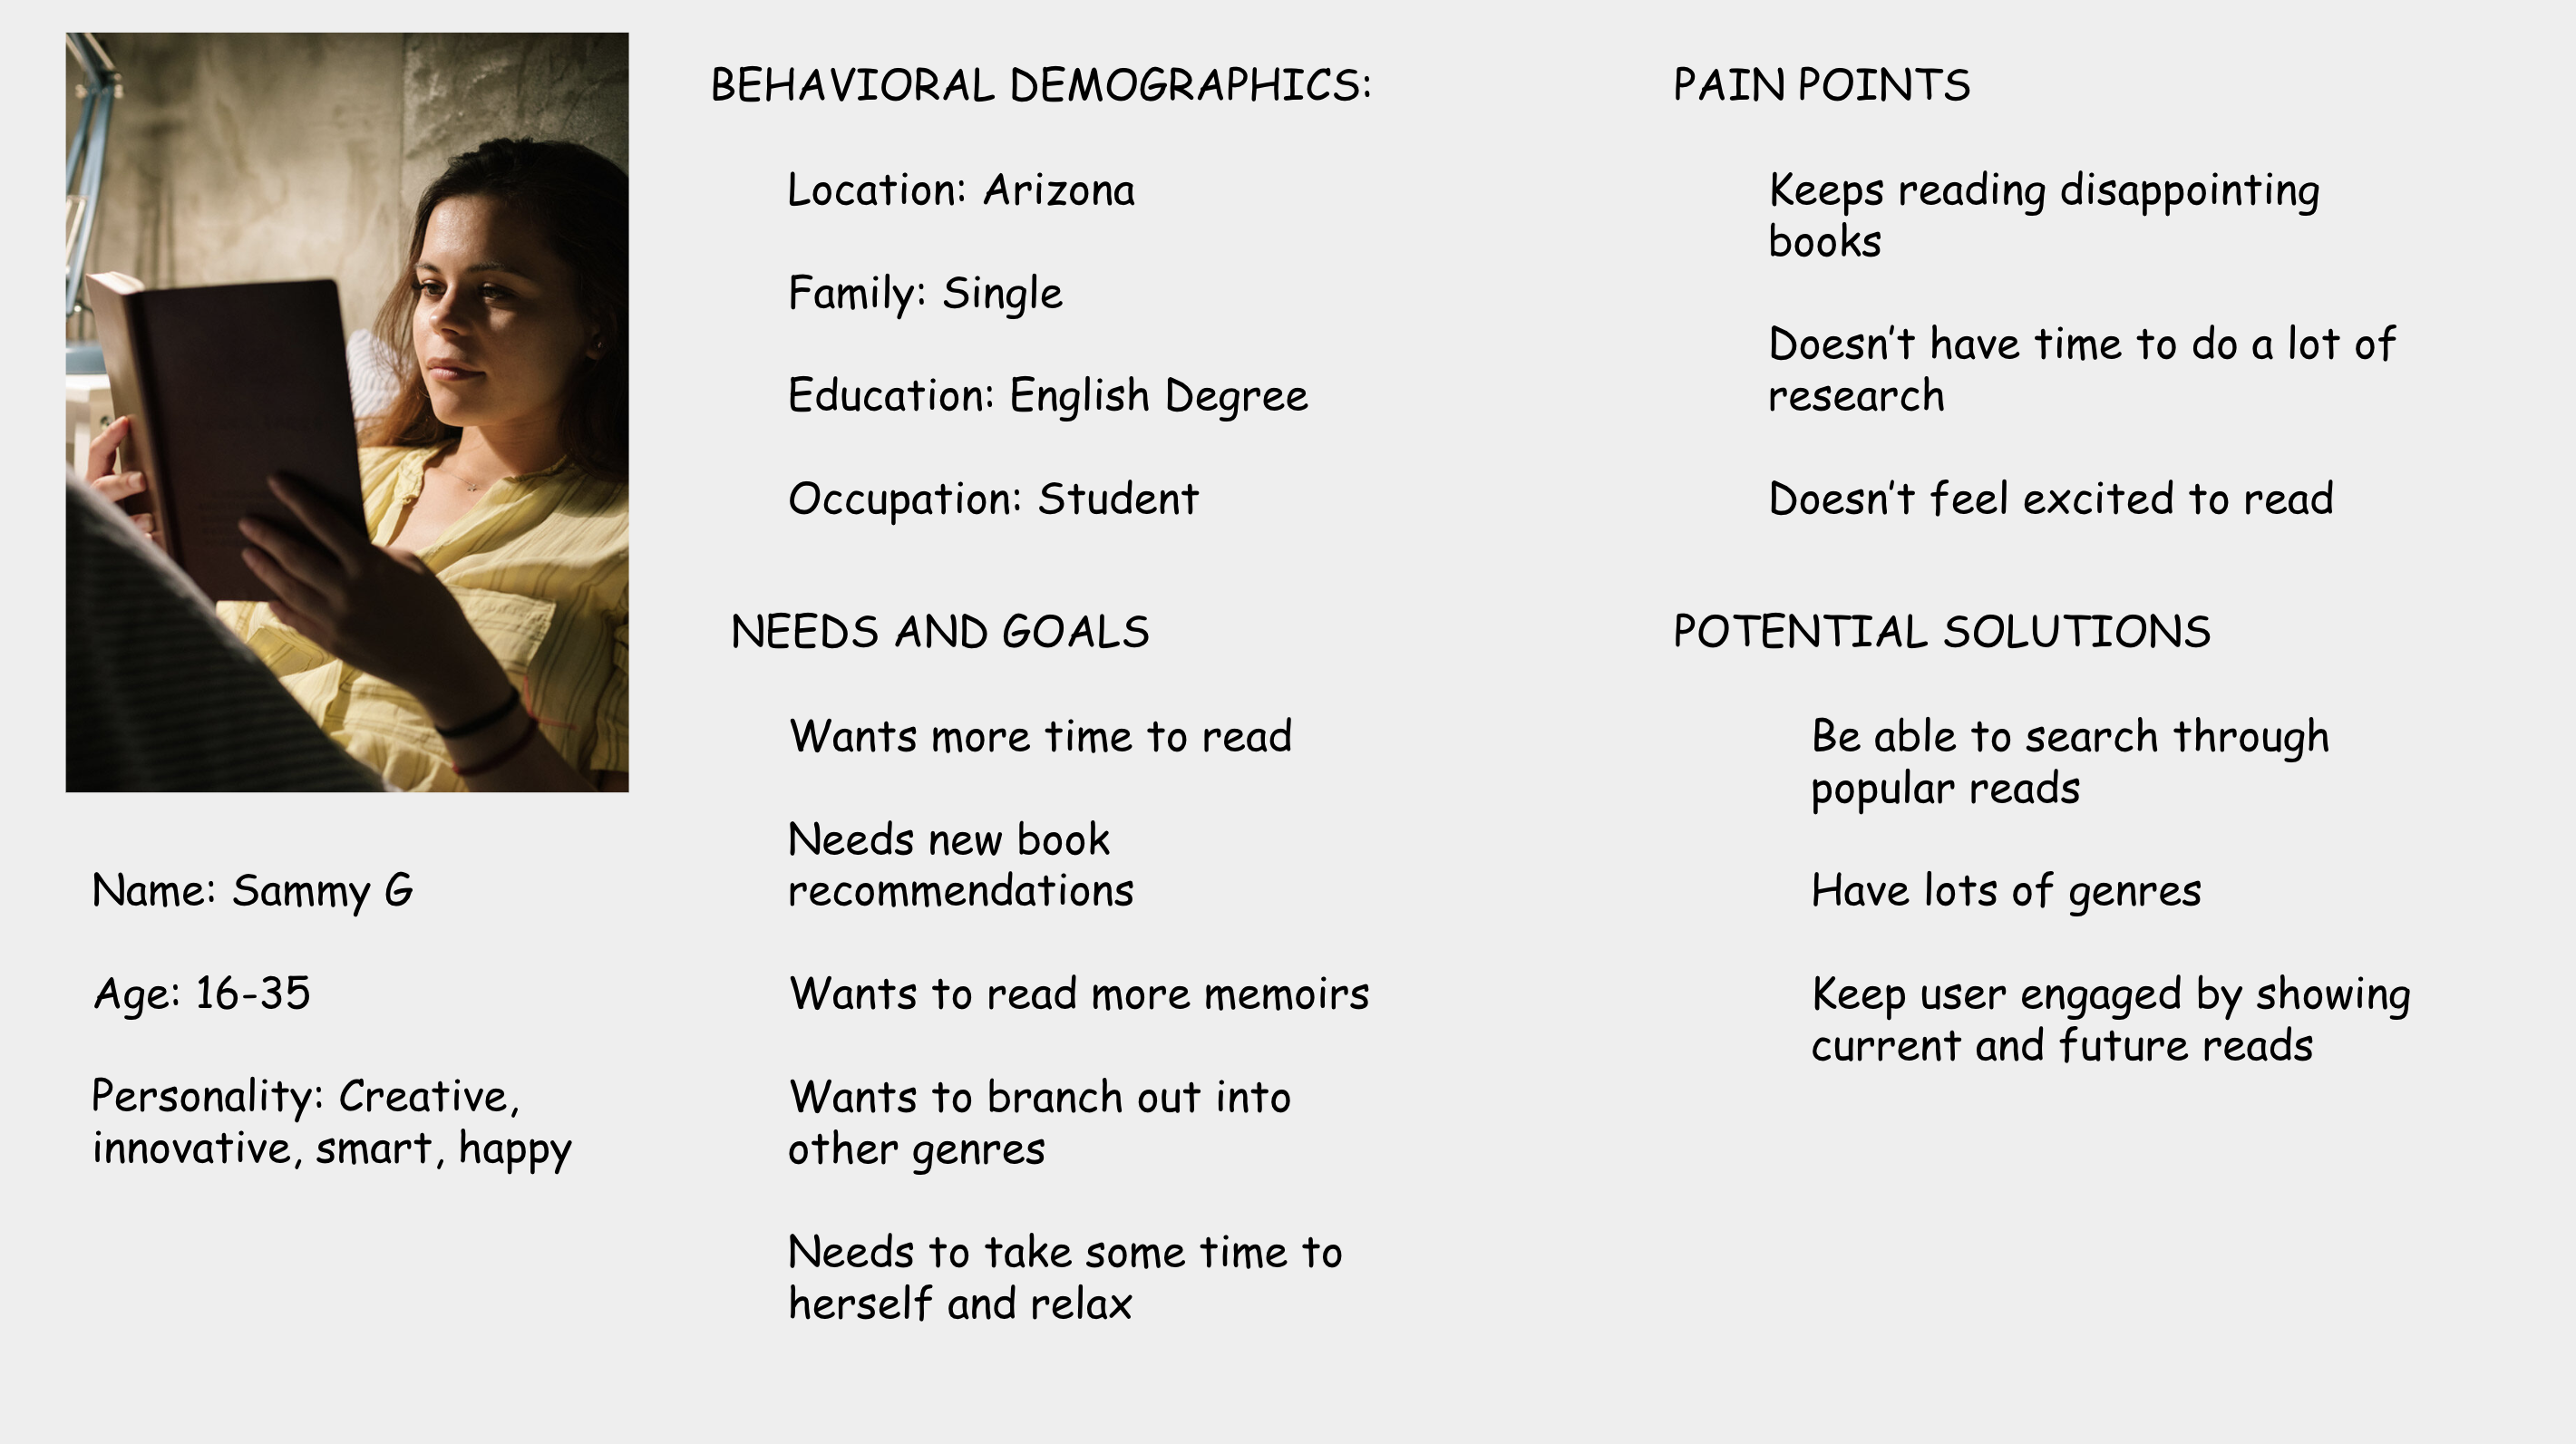 Name: Sammy G
Age: 16-35
Personality: Creative,
innovative, smart, happy
BEHAVIORAL DEMOGRAPHICS:
Location: Arizona
Family: Single
Education: English Degree
Occupation: Student
NEEDS AND GOALS
Wants more time to read
Needs new book
recommendations
Wants to read more memoirs
Wants to branch out into
other genres
Needs to take some time to
herself and relax
PAIN POINTS
Keeps reading disappointing
books
Doesn’t have time to do a lot of
research
Doesn’t feel excited to read
POTENTIAL SOLUTIONS
Be able to search through
popular reads
Have lots of genres
Keep user engaged by showing
current and future reads